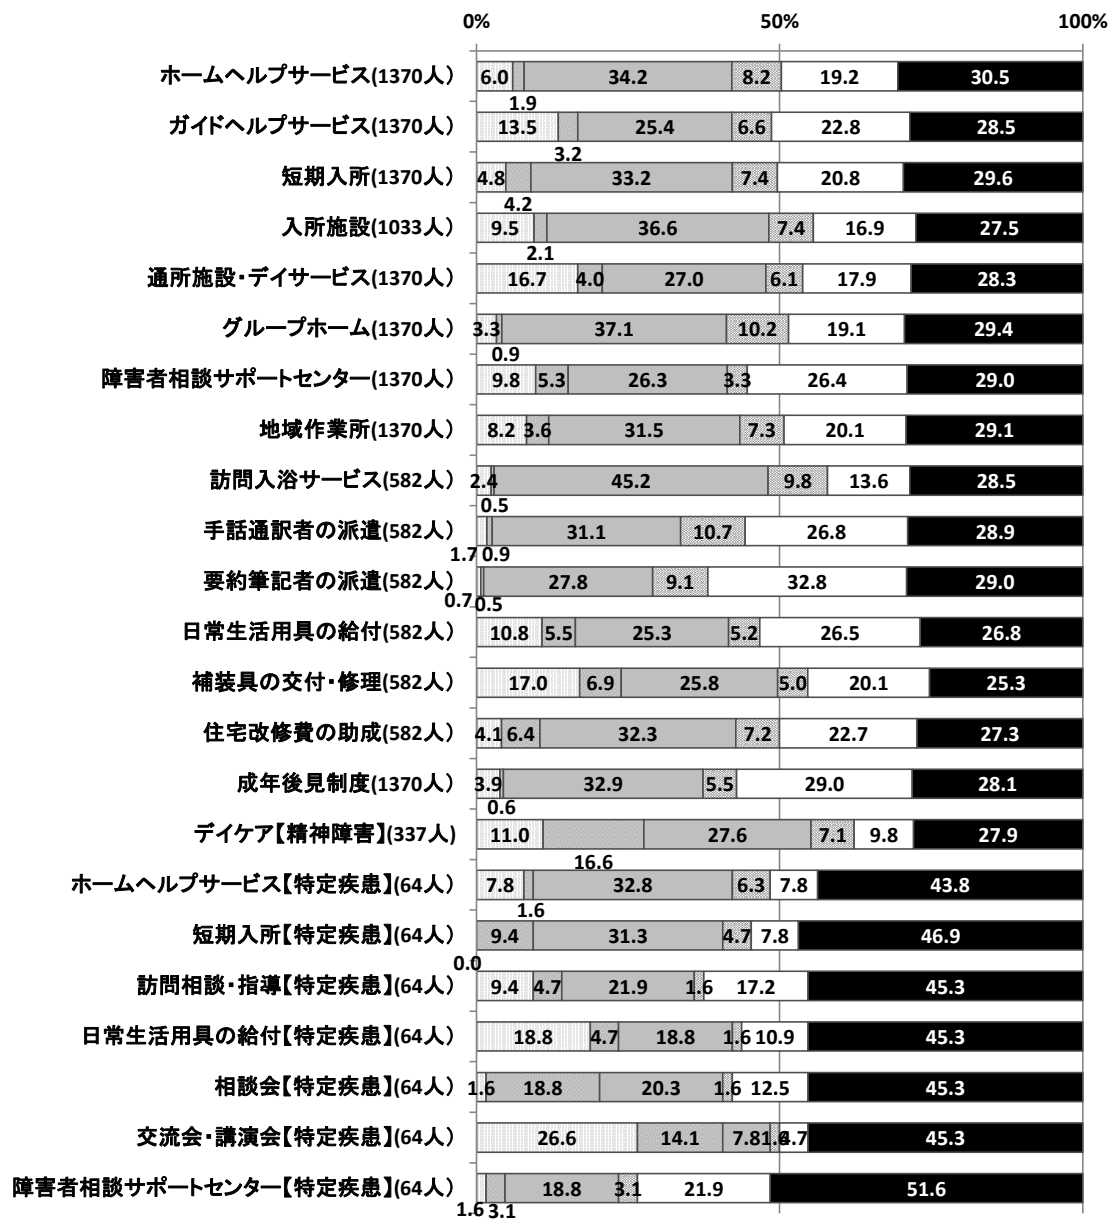 0% 50% 100%
ホームヘルプサービス(1370人) 6.0 1.9 34.2 8.2 19.2 30.5
ガイドヘルプサービス(1370人) 13.5 3.2 25.4 6.6 22.8 28.5
短期入所(1370人) 4.8 4.2 33.2 7.4 20.8 29.6
入所施設(1033人) 9.5 2.1 36.6 7.4 16.9 27.5
通所施設・デイサービス(1370人) 16.7 4.0 27.0 6.1 17.9 28.3
グループホーム(1370人) 3.3 0.9 37.1 10.2 19.1 29.4
障害者相談サポートセンター(1370人) 9.8 5.3 26.3 3.3 26.4 29.0
地域作業所(1370人) 8.2 3.6 31.5 7.3 20.1 29.1
訪問入浴サービス(582人) 2.4 0.5 45.2 9.8 13.6 28.5
手話通訳者の派遣(582人) 1.7 0.9 31.1 10.7 26.8 28.9
要約筆記者の派遣(582人) 0.7 0.5 27.8 9.1 32.8 29.0
日常生活用具の給付(582人) 10.8 5.5 25.3 5.2 26.5 26.8
補装具の交付・修理(582人) 17.0 6.9 25.8 5.0 20.1 25.3
住宅改修費の助成(582人) 4.1 6.4 32.3 7.2 22.7 27.3
成年後見制度(1370人) 3.9 0.6 32.9 5.5 29.0 28.1
デイケア【精神障害】(337人) 11.0 16.6 27.6 7.1 9.8 27.9
ホームヘルプサービス【特定疾患】(64人) 7.8 1.6 32.8 6.3 7.8 43.8
短期入所【特定疾患】(64人) 0.0 9.4 31.3 4.7 7.8 46.9
訪問相談・指導【特定疾患】(64人) 9.4 4.7 21.9 1.6 17.2 45.3
日常生活用具の給付【特定疾患】(64人) 18.8 4.7 18.8 1.6 10.9 45.3
相談会【特定疾患】(64人) 1.6 18.8 20.3 1.6 12.5 45.3
交流会・講演会【特定疾患】(64人) 26.6 14.1 7.8 1.6 4.7 45.3
障害者相談サポートセンター【特定疾患】(64人) 1.6 3.1 18.8 3.1 21.9 51.6